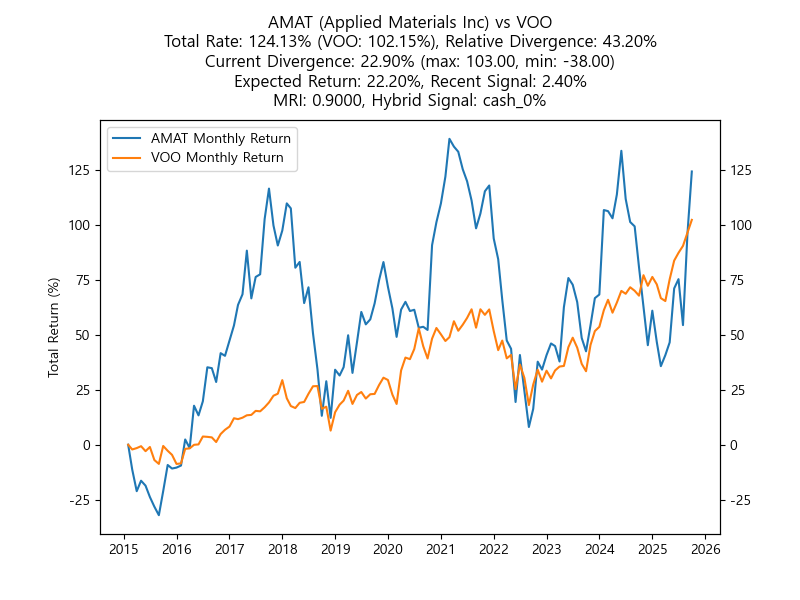 AMAT (Applied Materials Inc) vs VOO
Total Rate: 124.13% (VOO: 102.15%), Relative Divergence: 43.20%
Current Divergence: 22.90% (max: 103.00, min: -38.00)
Expected Return: 22.20%, Recent Signal: 2.40%
MRI: 0.9000, Hybrid Signal: cash_0%
AMAT Monthly Return
VOO Monthly Return
Total Return (%)
125
100
75
50
25
0
-25
125
100
75
50
25
0
-25
2015 2016 2017 2018 2019 2020 2021 2022 2023 2024 2025 2026